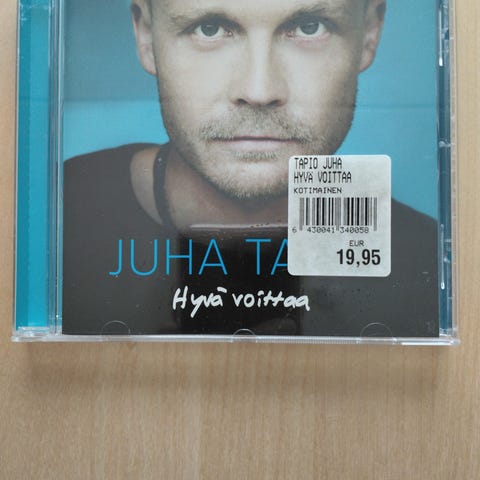 TAPIO JUHA
HYVÄ VOITTAA
KOTIMAINEN
6 430041 340058
EUR
19,95
JUHA TA
Hyvä voittaa